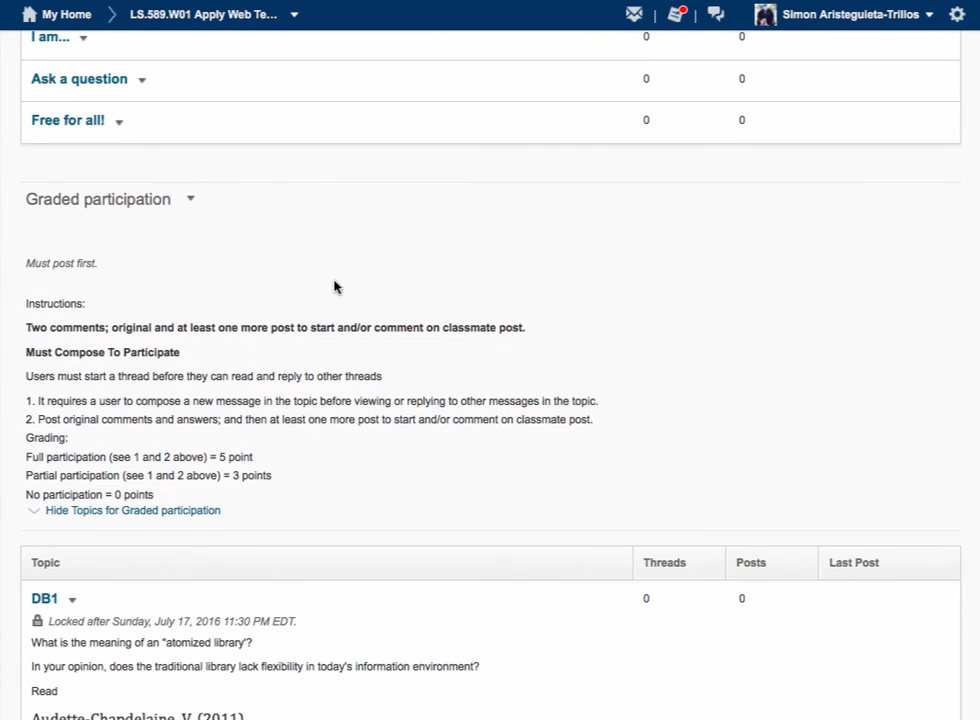 My Home LS.589.W01 Apply Web Te... Simon Aristeguieta-Trillos
I am... 0 0
Ask a question 0 0
Free for all! 0 0
Graded participation
Must post first.
Instructions:
Two comments; original and at least one more post to start and/or comment on classmate post.
Must Compose To Participate
Users must start a thread before they can read and reply to other threads
1. It requires a user to compose a new message in the topic before viewing or replying to other messages in the topic.
2. Post original comments and answers; and then at least one more post to start and/or comment on classmate post.
Grading:
Full participation (see 1 and 2 above) = 5 point
Partial participation (see 1 and 2 above) = 3 points
No participation = 0 points
Hide Topics for Graded participation
Topic Threads Posts Last Post
DB1 0 0
Locked after Sunday, July 17, 2016 11:30 PM EDT.
What is the meaning of an "atomized library'?
In your opinion, does the traditional library lack flexibility in today's information environment?
Read
Audette-Chapdelaine, V. (2011)